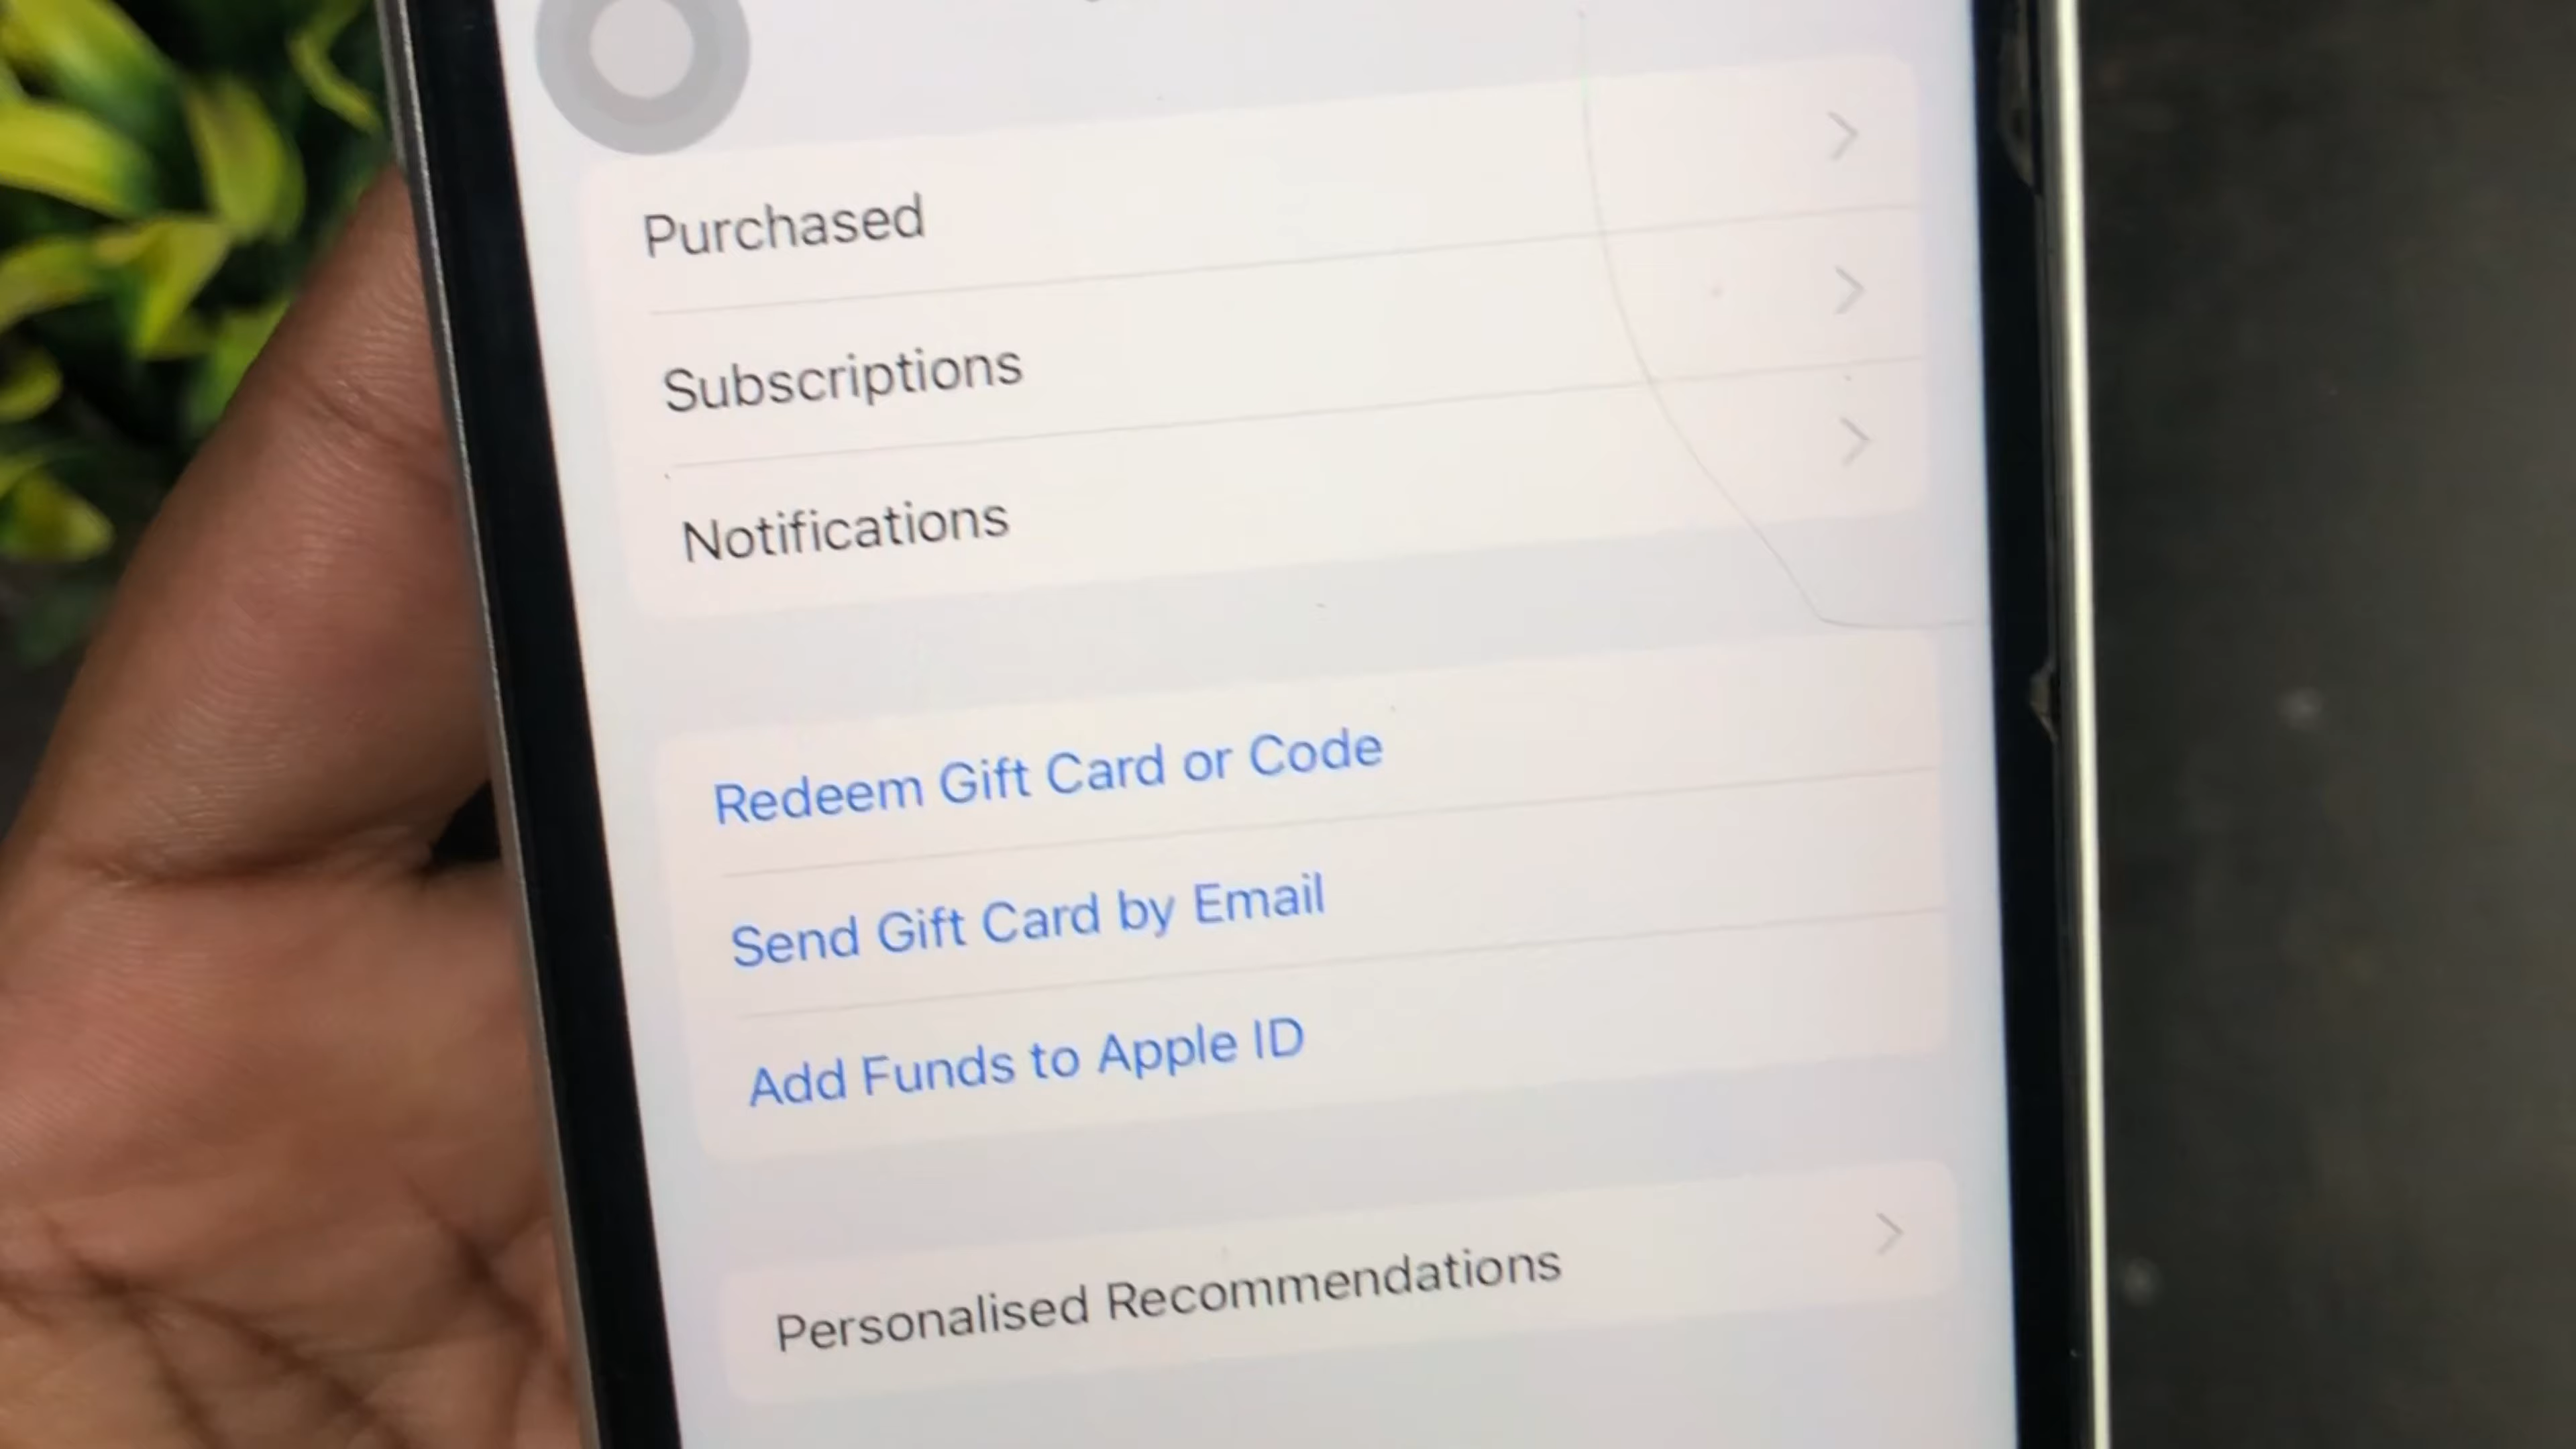 Purchased
Subscriptions
Notifications
Redeem Gift Card or Code
Send Gift Card by Email
Add Funds to Apple ID
Personalised Recommendations